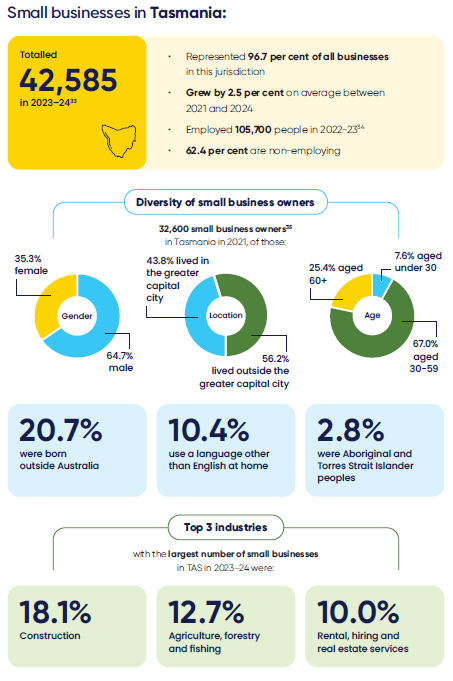 Small businesses in Tasmania:
Totalled
42,585
in 2023–24³³
• Represented 96.7 per cent of all businesses
in this jurisdiction
• Grew by 2.5 per cent on average between
2021 and 2024
• Employed 105,700 people in 2022–23³⁴
• 62.4 per cent are non-employing
Diversity of small business owners
32,600 small business owners³⁵
in Tasmania in 2021, of those:
35.3%
female
Gender
64.7%
male
43.8% lived in
the greater
capital
city
Location
56.2%
lived outside the
greater capital city
7.6% aged
under 30
25.4% aged
60+
Age
67.0%
aged
30–59
20.7%
were born
outside Australia
10.4%
use a language other
than English at home
2.8%
were Aboriginal and
Torres Strait Islander
peoples
Top 3 industries
with the largest number of small businesses
in TAS in 2023–24 were:
18.1%
Construction
12.7%
Agriculture, forestry
and fishing
10.0%
Rental, hiring and
real estate services